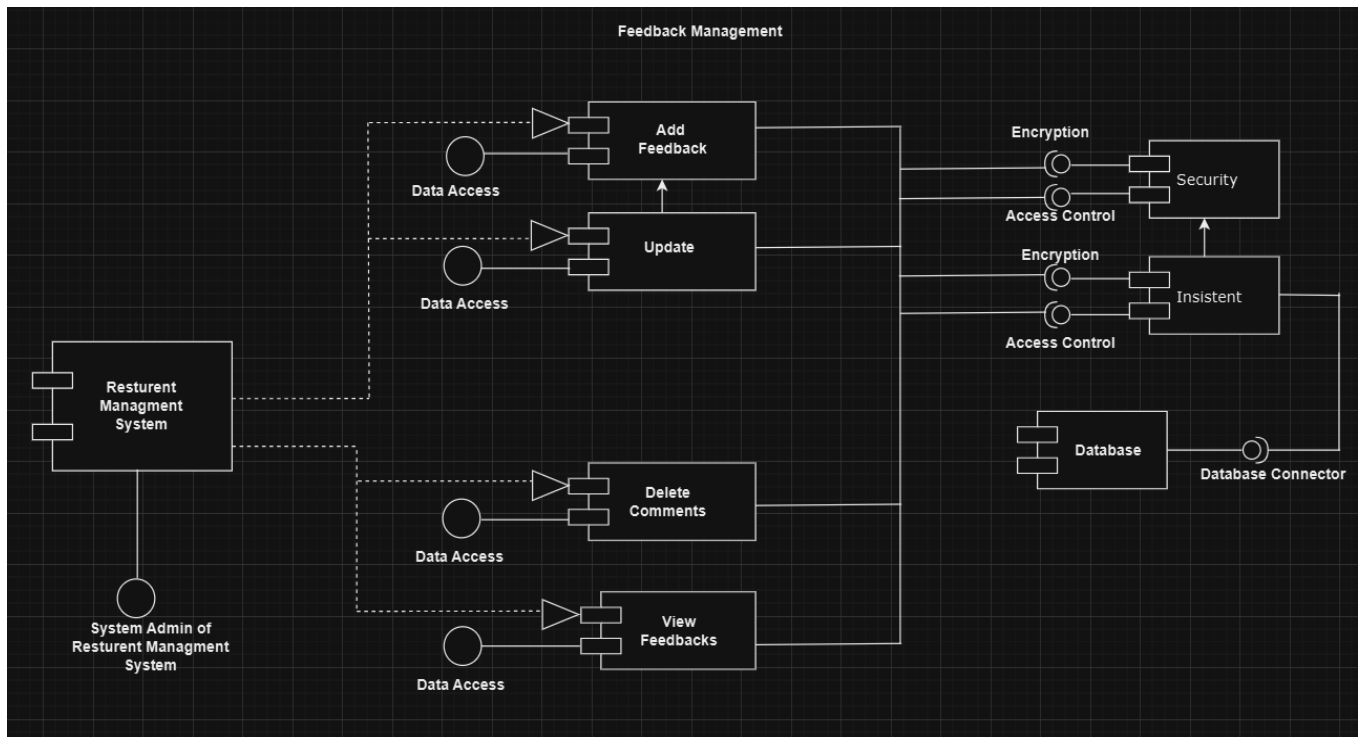 Feedback Management
Add
Feedback
Data Access
Update
Data Access
Encryption
Security
Access Control
Encryption
Insistent
Access Control
Resturent
Managment
System
System Admin of
Resturent Managment
System
Delete
Comments
Data Access
View
Feedbacks
Data Access
Database
Database Connector